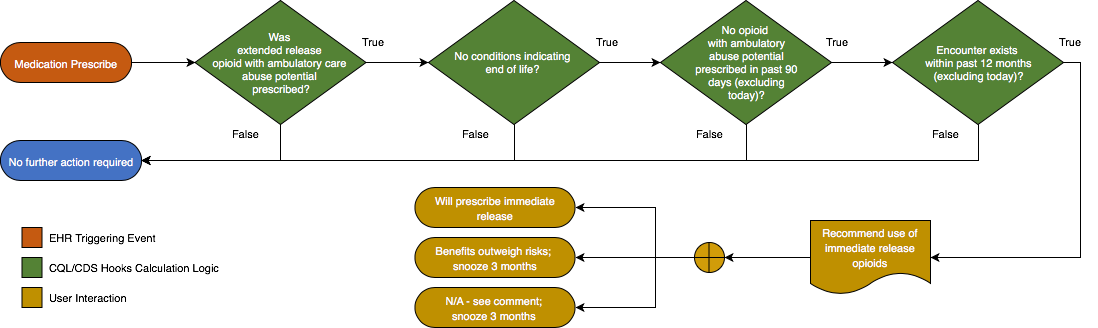 Medication Prescribe
Was
extended release
opioid with ambulatory care
abuse potential
prescribed?
True
No conditions indicating
end of life?
True
No opioid
with ambulatory
abuse potential
prescribed in past 90
days (excluding
today)?
True
Encounter exists
within past 12 months
(excluding today)?
True
False
False
False
False
No further action required
Will prescribe immediate
release
Benefits outweigh risks;
snooze 3 months
N/A - see comment;
snooze 3 months
Recommend use of
immediate release
opioids
EHR Triggering Event
CQL/CDS Hooks Calculation Logic
User Interaction